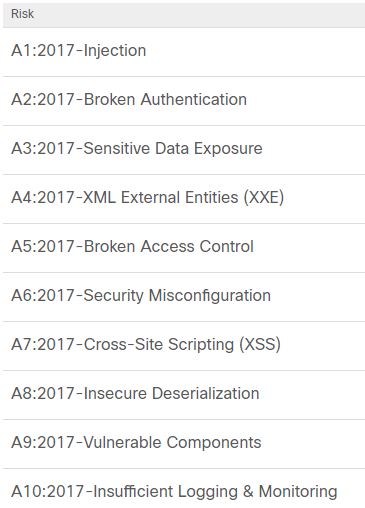 Risk
A1:2017-Injection
A2:2017-Broken Authentication
A3:2017-Sensitive Data Exposure
A4:2017-XML External Entities (XXE)
A5:2017-Broken Access Control
A6:2017-Security Misconfiguration
A7:2017-Cross-Site Scripting (XSS)
A8:2017-Insecure Deserialization
A9:2017-Vulnerable Components
A10:2017-Insufficient Logging & Monitoring